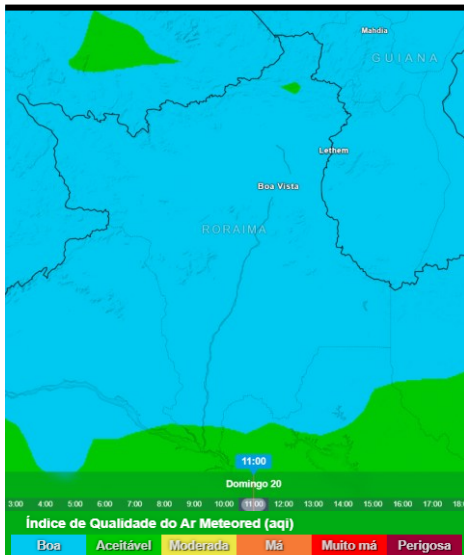 Mahdia
GUIANA
Lethem
Boa Vista
RORAIMA
11:00
Domingo 20
3:00 4:00 5:00 6:00 7:00 8:00 9:00 10:00 11:00 12:00 13:00 14:00 15:00 16:00 17:00 18:0
Índice de Qualidade do Ar Meteored (aqi)
Boa Aceitável Moderada Má Muito má Perigosa